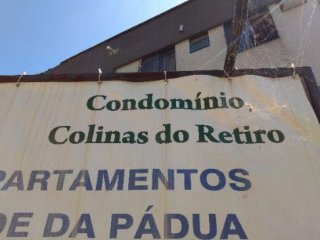 Condomínio
Colinas do Retiro
PARTAMENTOS
DE DA PÁDUA